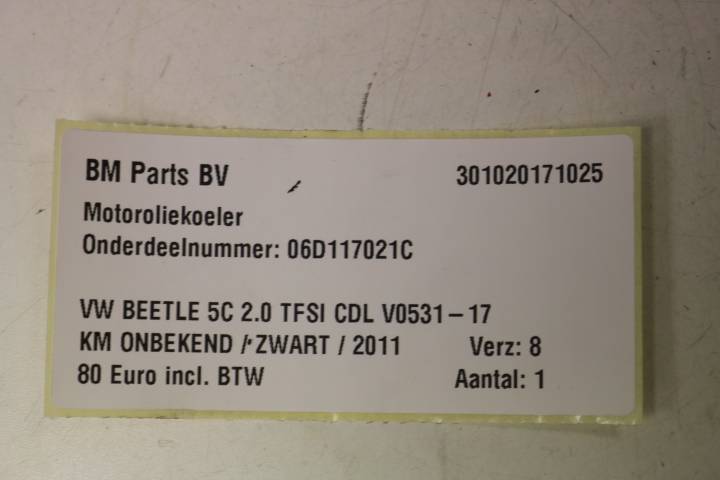 BM Parts BV 301020171025
Motoroliekoeler
Onderdeelnummer: 06D117021C
VW BEETLE 5C 2.0 TFSI CDL V0531-17
KM ONBEKEND / ZWART / 2011 Verz: 8
80 Euro incl. BTW Aantal: 1